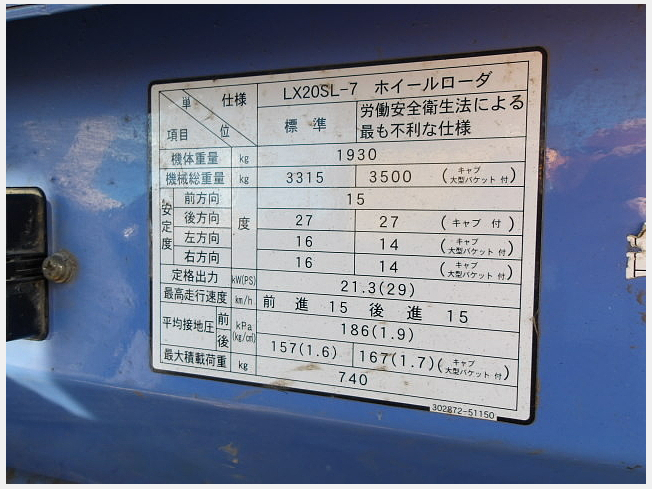 単 仕様 LX20SL-7 ホイールローダ
項目 位 標準 労働安全衛生法による
最も不利な仕様
機体重量 kg 1930
機械総重量 kg 3315 3500 (キャブ 大型バケット 付)
安定度 前方向 度 15
後方向 27 27 (キャブ 付)
左方向 16 14 (キャブ 大型バケット 付)
右方向 16 14 (キャブ 大型バケット 付)
定格出力 kW(PS) 21.3(29)
最高走行速度 km/h 前進 15 後進 15
平均接地圧 前 kPa (kg/cm²) 186(1.9)
後 157(1.6) 167(1.7) (キャブ 大型バケット 付)
最大積載荷重 kg 740
302872-51150